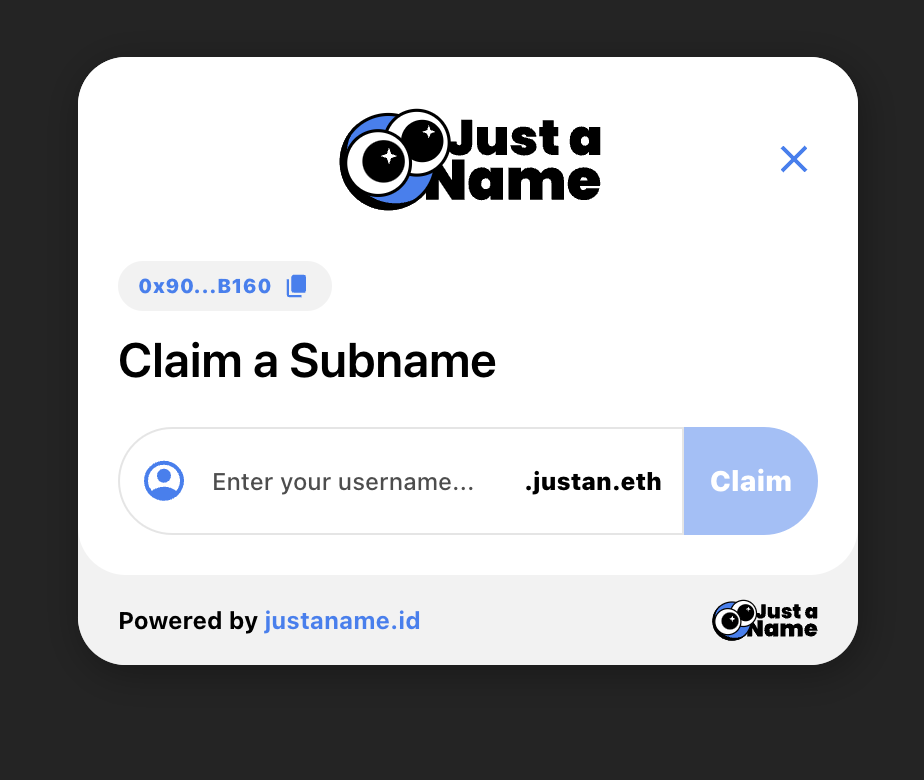 Just a
Name
0x90...B160
Claim a Subname
Enter your username... .justan.eth Claim
Powered by justaname.id
Just a
Name